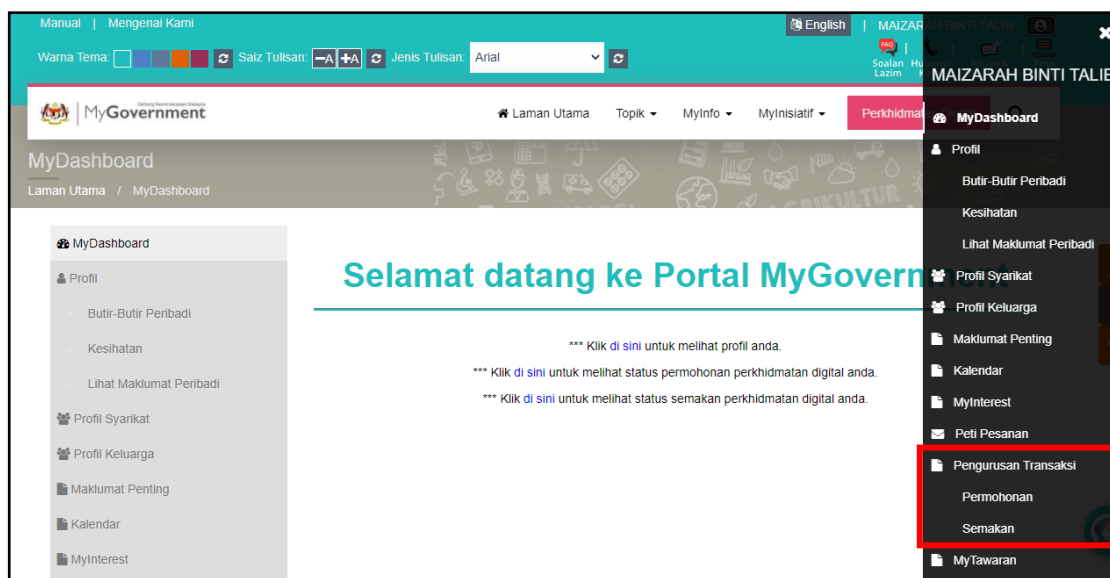 Manual | Mengenai Kami
English | MAIZARAH BINTI TALIB
Warna Tema: Saiz Tulisan: -A +A Jenis Tulisan: Arial
FAQ
Soalan
Lazim
MyGovernment
Laman Utama Topik MyInfo MyInisiatif
MyDashboard
Laman Utama / MyDashboard
MyDashboard
Profil
Butir-Butir Peribadi
Kesihatan
Lihat Maklumat Peribadi
Profil Syarikat
Profil Keluarga
Maklumat Penting
Kalendar
MyInterest
Selamat datang ke Portal MyGovernment
*** Klik di sini untuk melihat profil anda.
*** Klik di sini untuk melihat status permohonan perkhidmatan digital anda.
*** Klik di sini untuk melihat status semakan perkhidmatan digital anda.
MAIZARAH BINTI TALIB
MyDashboard
Profil
Butir-Butir Peribadi
Kesihatan
Lihat Maklumat Peribadi
Profil Syarikat
Profil Keluarga
Maklumat Penting
Kalendar
MyInterest
Peti Pesanan
Pengurusan Transaksi
Permohonan
Semakan
MyTawaran